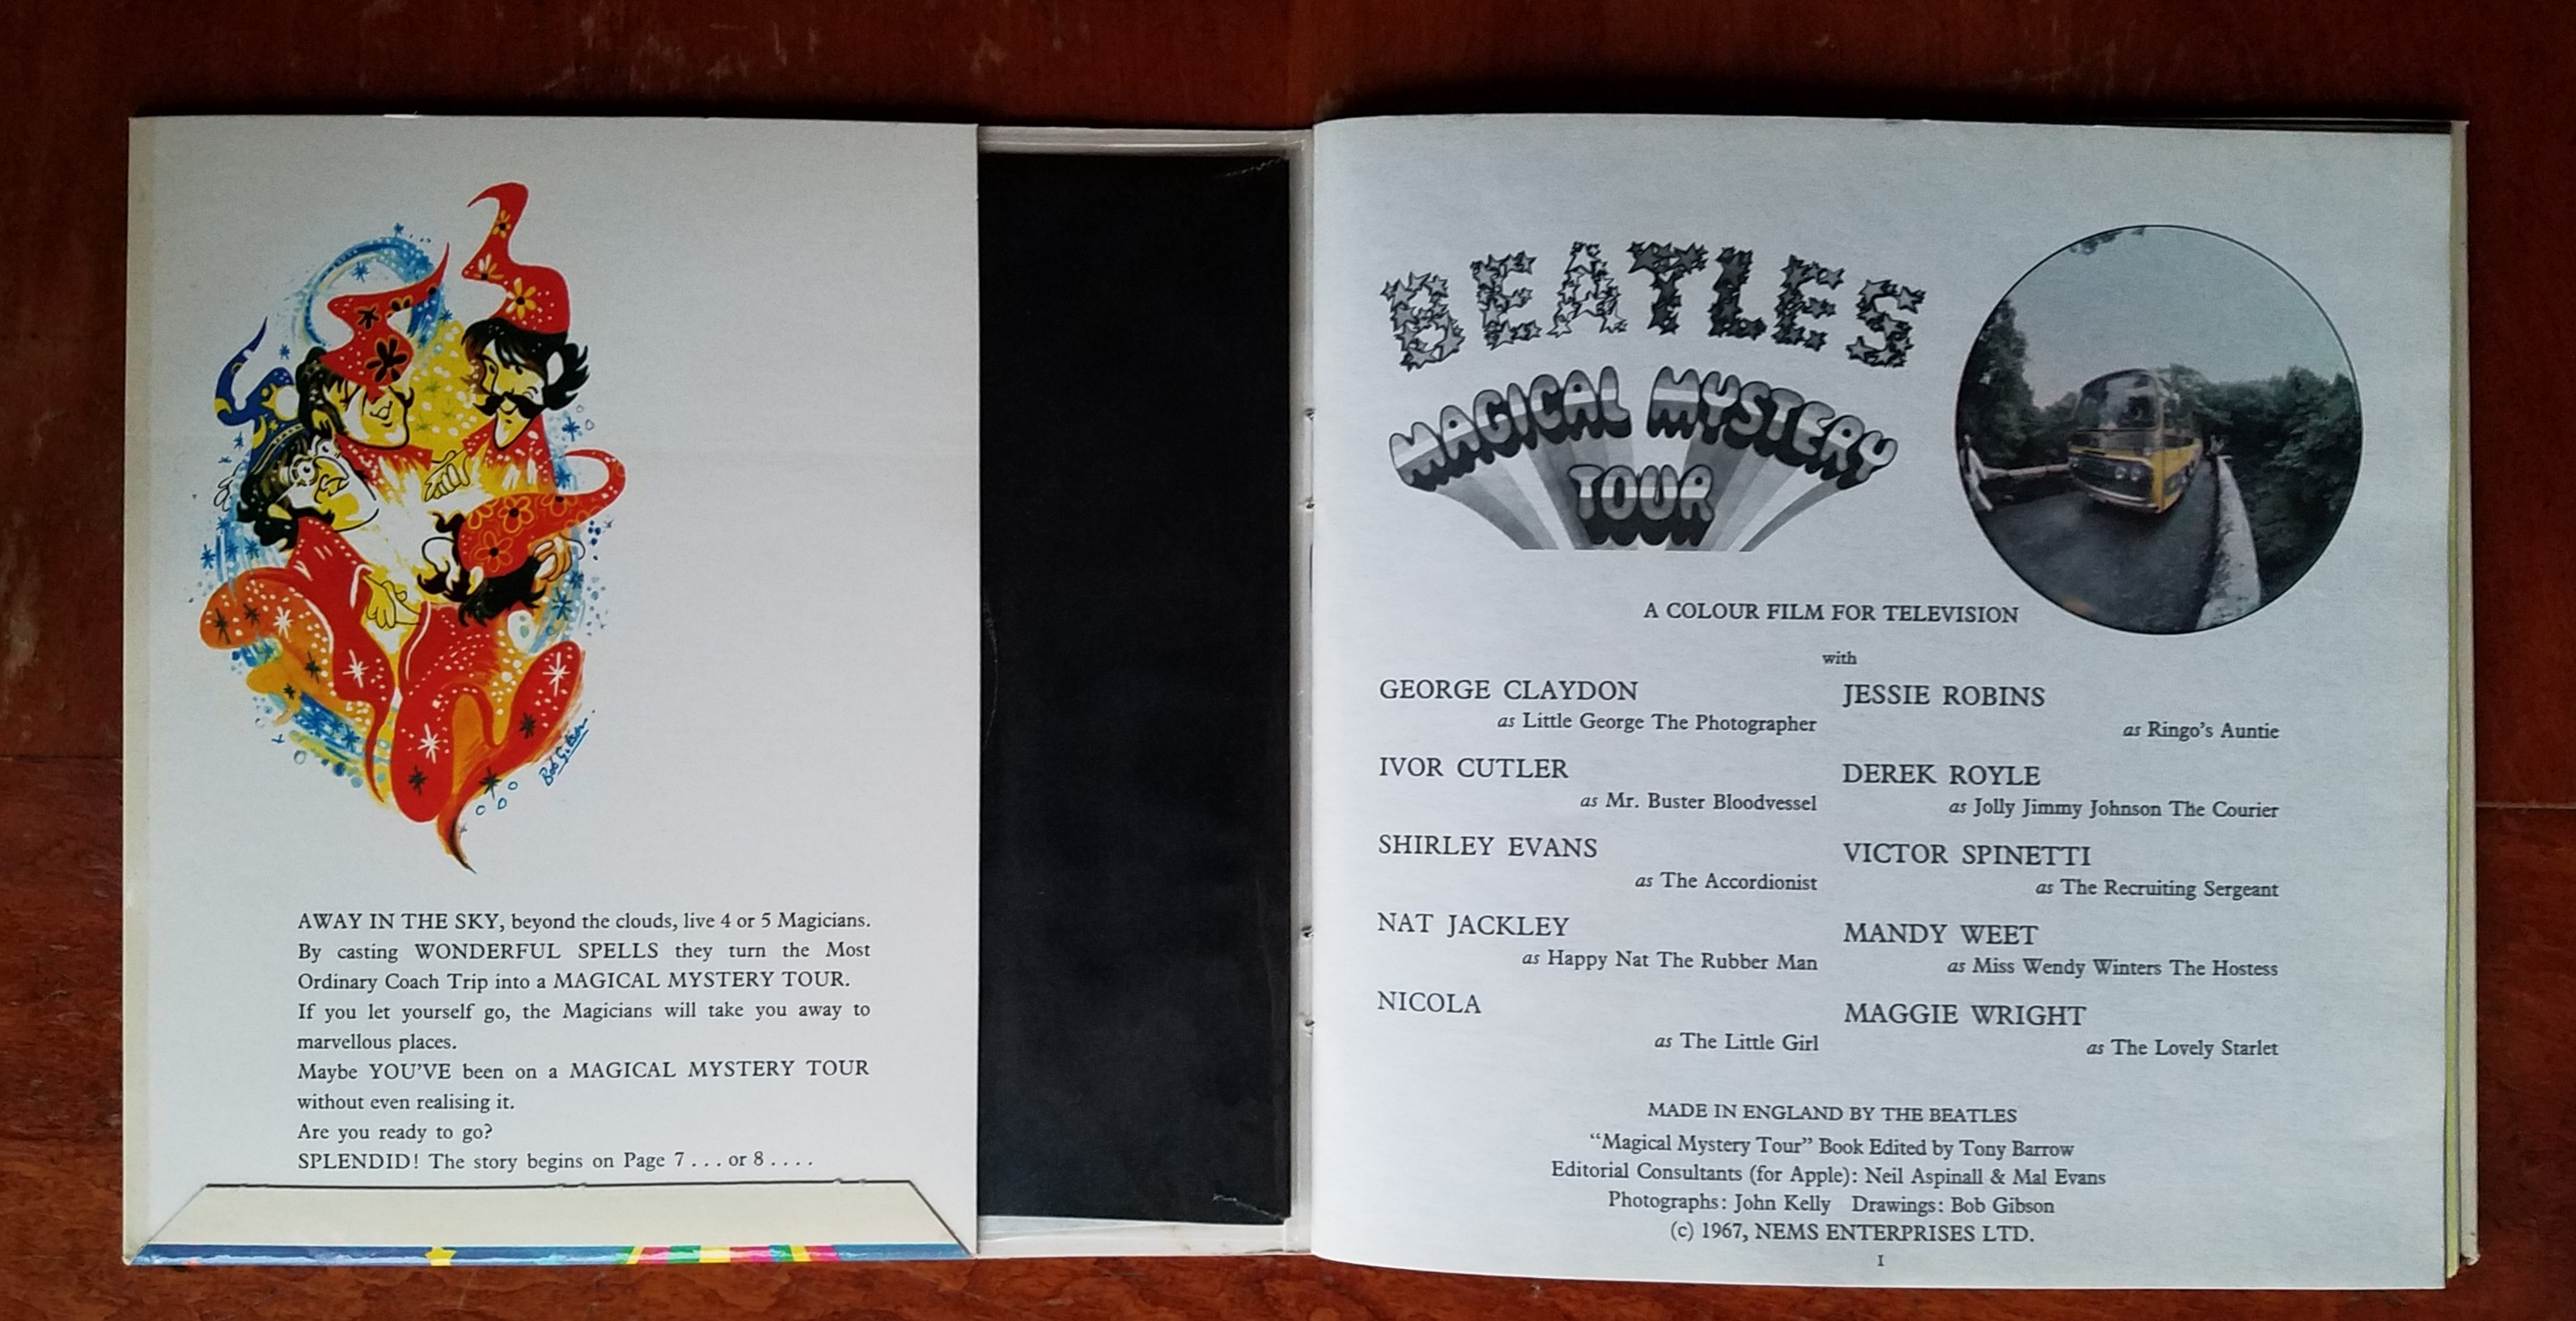 Bob Gibson
AWAY IN THE SKY, beyond the clouds, live 4 or 5 Magicians.
By casting WONDERFUL SPELLS they turn the Most
Ordinary Coach Trip into a MAGICAL MYSTERY TOUR.
If you let yourself go, the Magicians will take you away to
marvellous places.
Maybe YOU'VE been on a MAGICAL MYSTERY TOUR
without even realising it.
Are you ready to go?
SPLENDID! The story begins on Page 7 . . . or 8 . . . .
BEATLES
MAGICAL MYSTERY
TOUR
A COLOUR FILM FOR TELEVISION
with
GEORGE CLAYDON
as Little George The Photographer
IVOR CUTLER
as Mr. Buster Bloodvessel
SHIRLEY EVANS
as The Accordionist
NAT JACKLEY
as Happy Nat The Rubber Man
NICOLA
as The Little Girl
JESSIE ROBINS
as Ringo's Auntie
DEREK ROYLE
as Jolly Jimmy Johnson The Courier
VICTOR SPINETTI
as The Recruiting Sergeant
MANDY WEET
as Miss Wendy Winters The Hostess
MAGGIE WRIGHT
as The Lovely Starlet
MADE IN ENGLAND BY THE BEATLES
"Magical Mystery Tour" Book Edited by Tony Barrow
Editorial Consultants (for Apple): Neil Aspinall & Mal Evans
Photographs: John Kelly Drawings: Bob Gibson
(c) 1967, NEMS ENTERPRISES LTD.
1